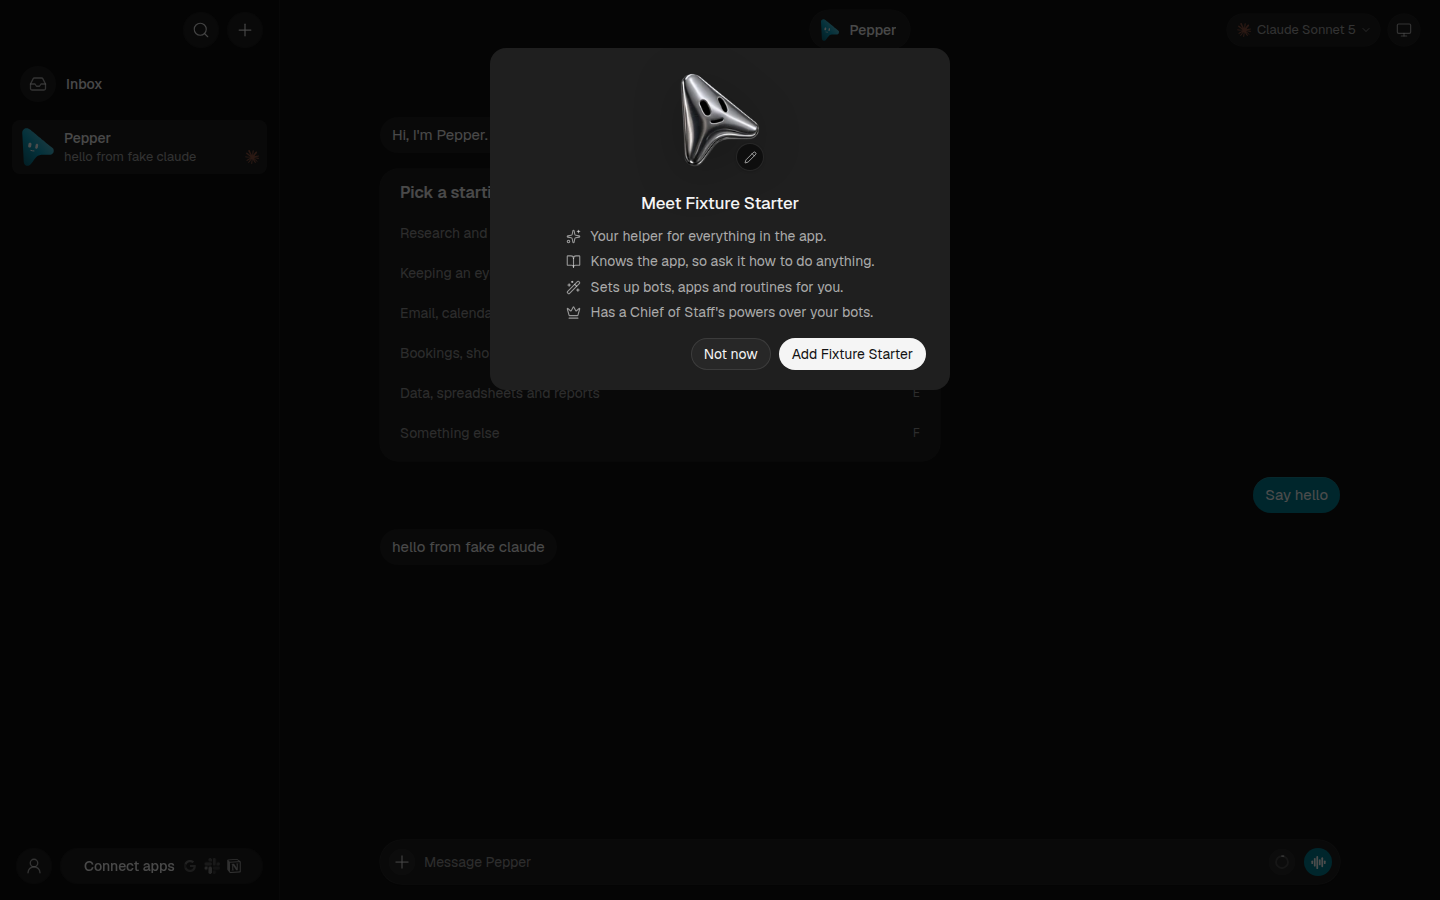 Pepper
Claude Sonnet 5
Inbox
Pepper
hello from fake claude
Hi, I'm Pepper.
Pick a starti
Research and
Keeping an ey
Email, calenda
Bookings, sho
Data, spreadsheets and reports E
Something else F
Meet Fixture Starter
Your helper for everything in the app.
Knows the app, so ask it how to do anything.
Sets up bots, apps and routines for you.
Has a Chief of Staff's powers over your bots.
Not now
Add Fixture Starter
Say hello
hello from fake claude
Connect apps
Message Pepper